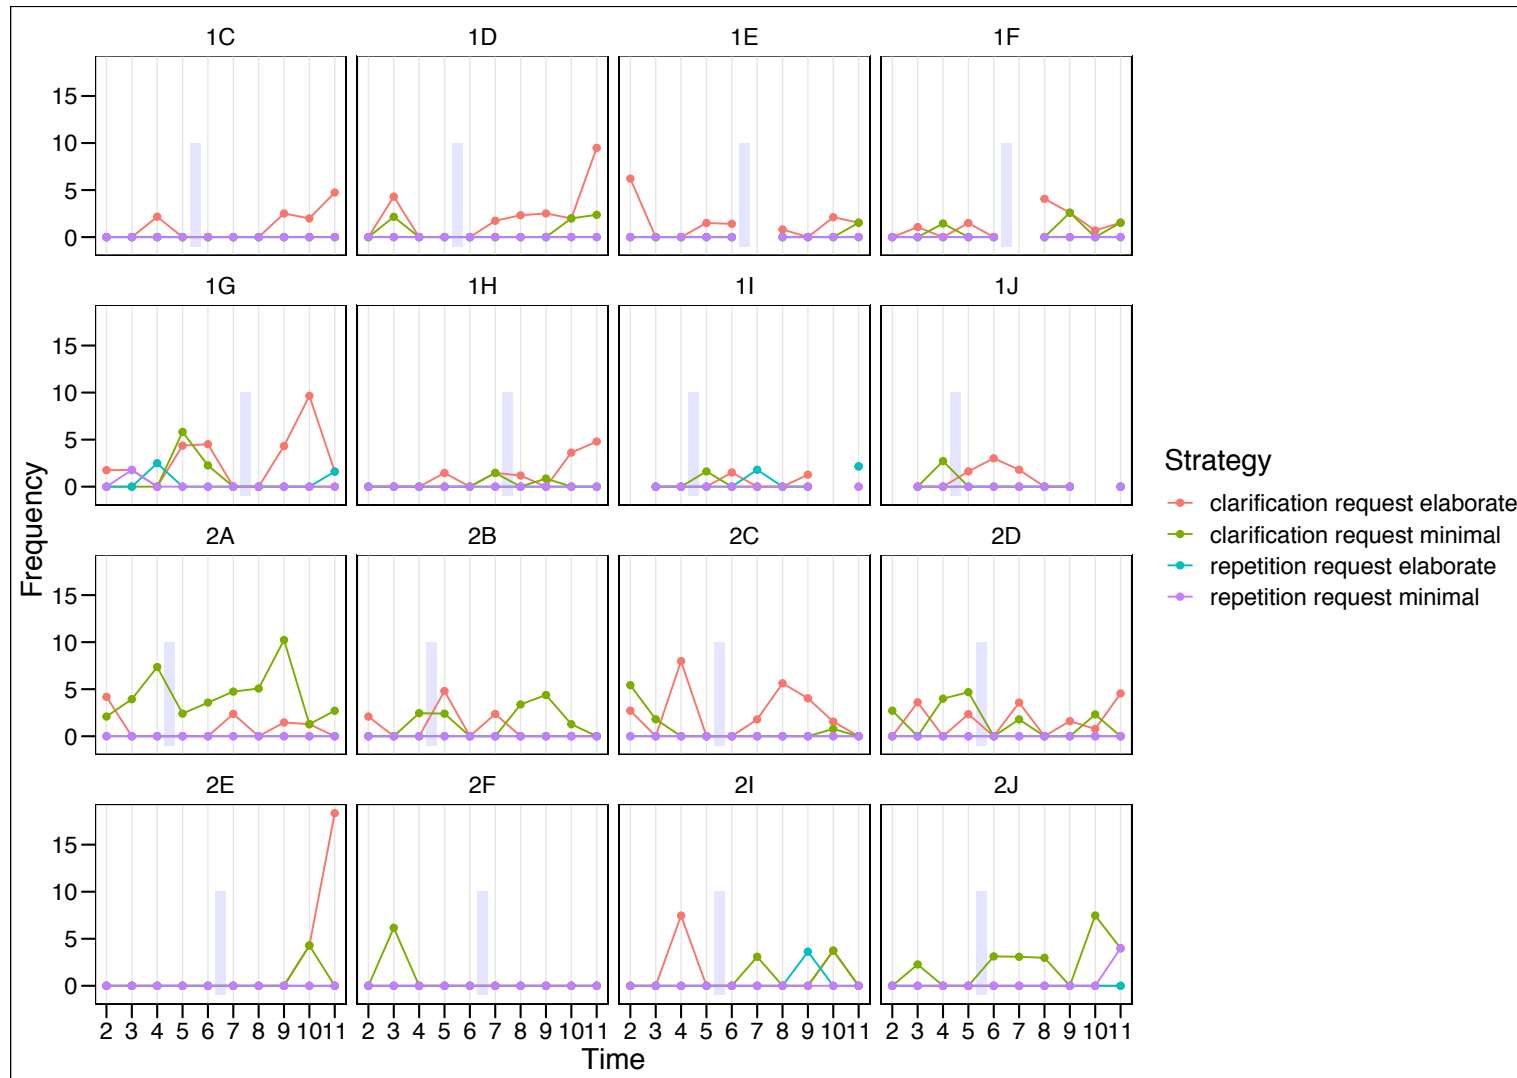 1C 1D 1E 1F
15
10
5
0
1G 1H 1I 1J
15
10
5
0
2A 2B 2C 2D
15
10
5
0
2E 2F 2I 2J
15
10
5
0
2 3 4 5 6 7 8 9 10 11 2 3 4 5 6 7 8 9 10 11 2 3 4 5 6 7 8 9 10 11 2 3 4 5 6 7 8 9 10 11
Time
Frequency
Strategy
clarification request elaborate
clarification request minimal
repetition request elaborate
repetition request minimal